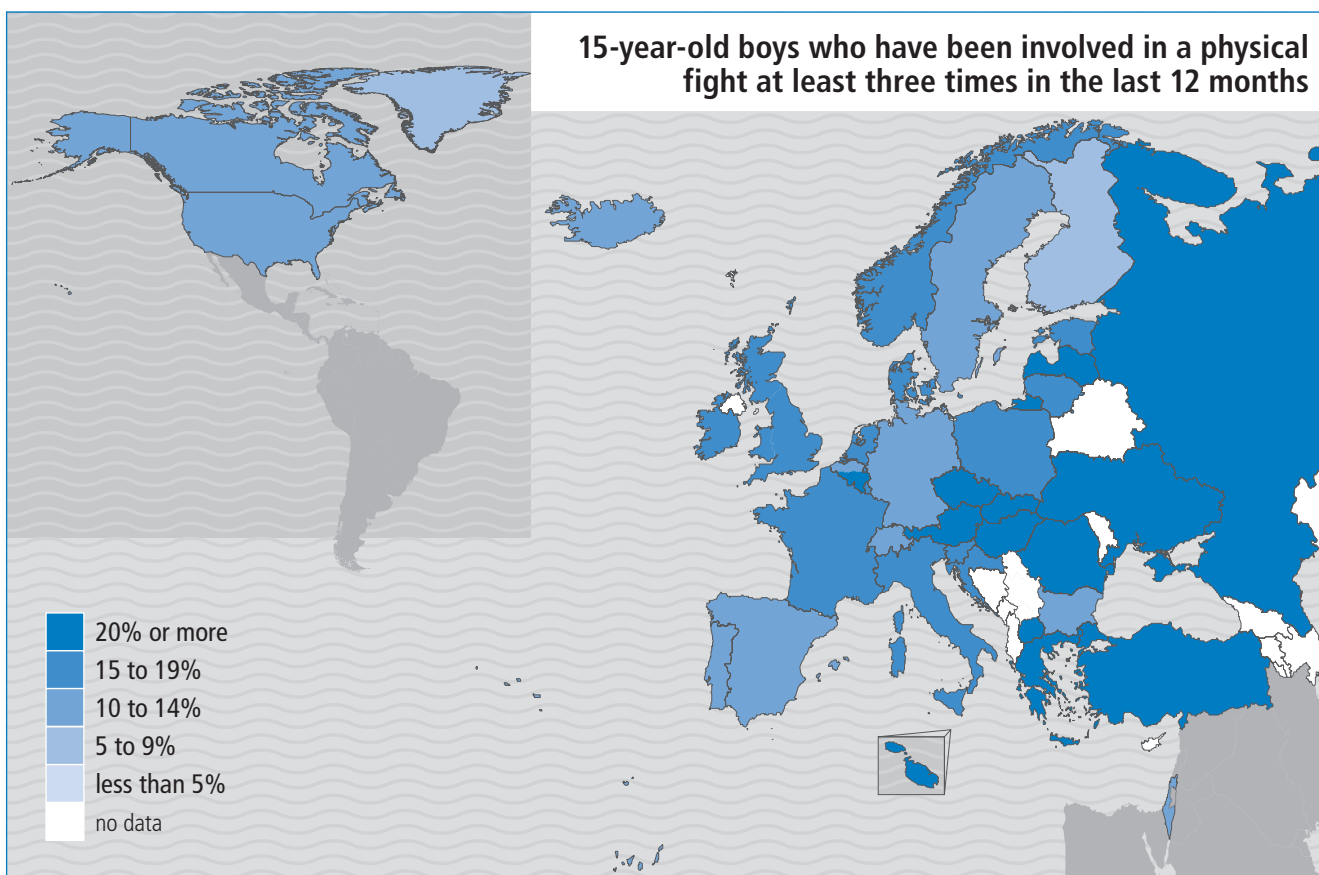 15-year-old boys who have been involved in a physical
fight at least three times in the last 12 months
20% or more
15 to 19%
10 to 14%
5 to 9%
less than 5%
no data